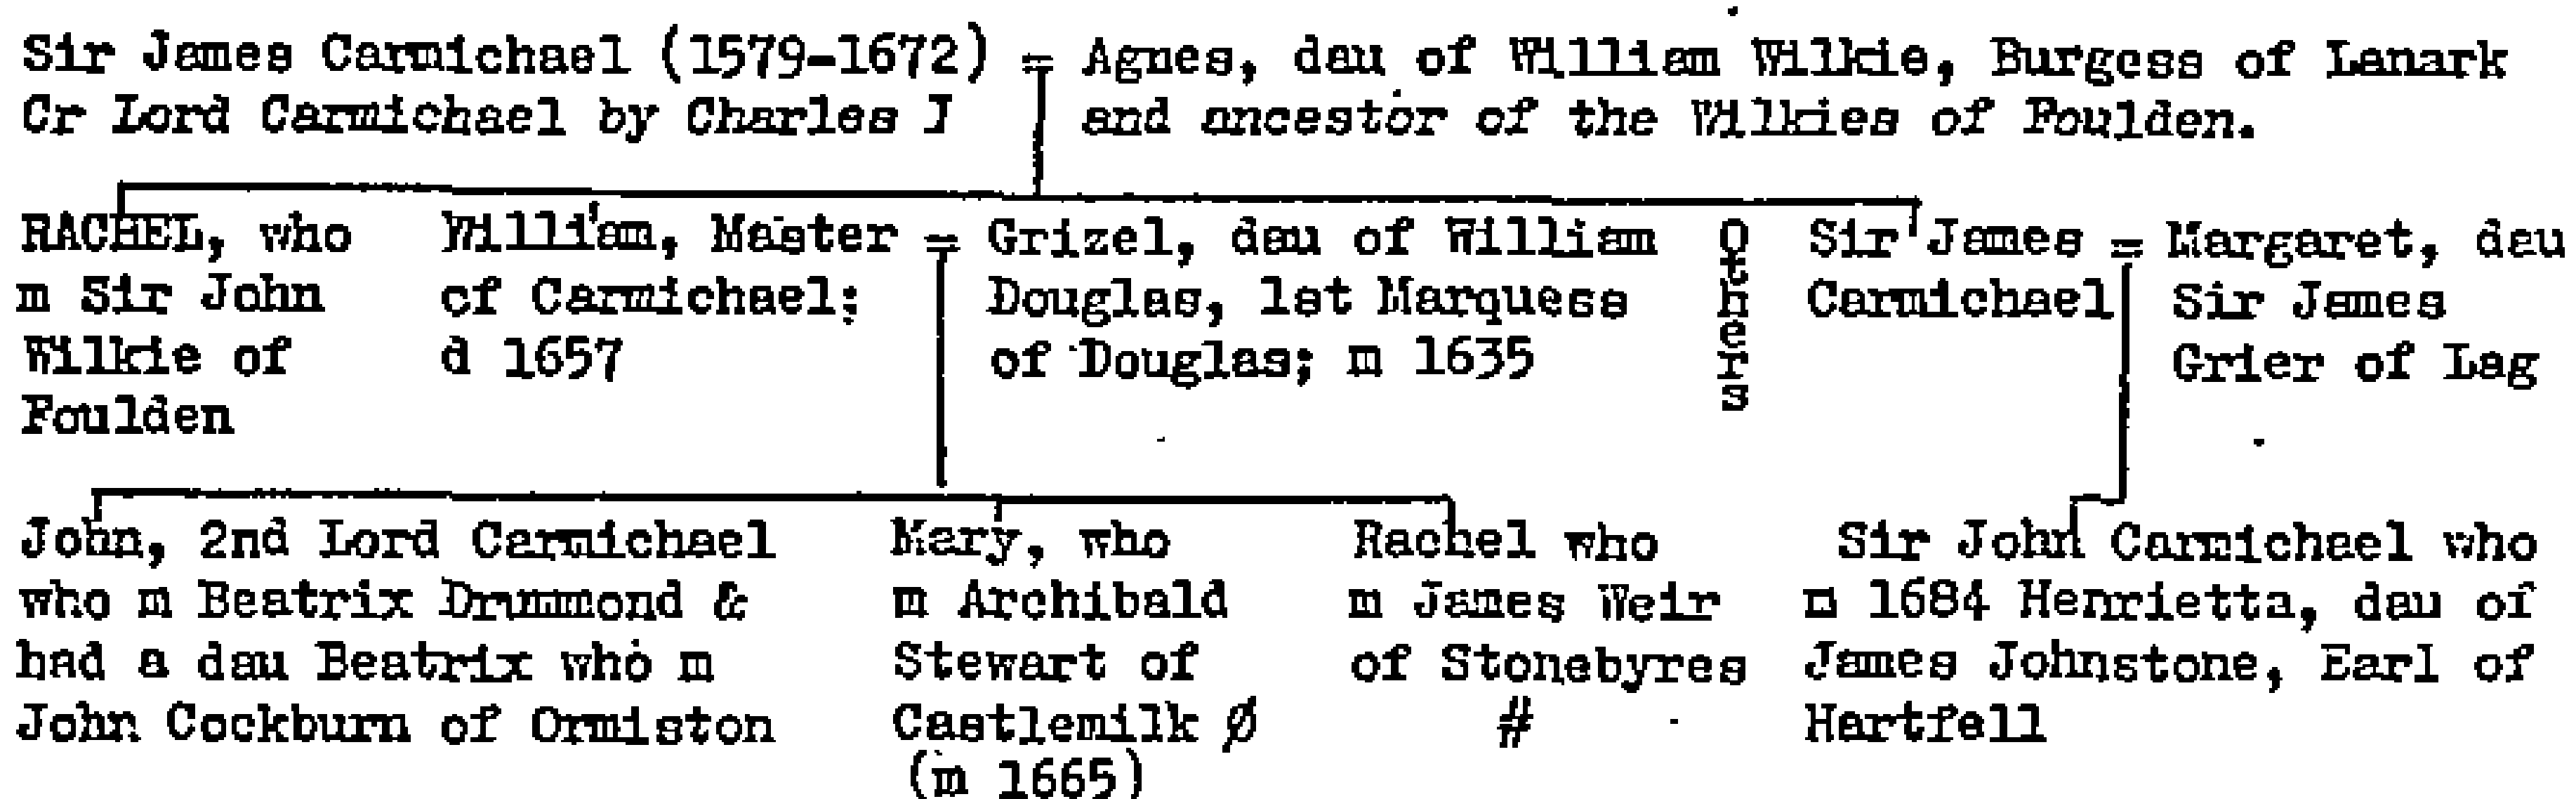 Sir James Carmichael (1579-1672) = Agnes, dau of William Wilkie, Burgess of Lanark
Cr Lord Carmichael by Charles I and ancestor of the Wilkies of Foulden.
RACHEL, who
m Sir John
Wilkie of
Foulden
William, Master =
of Carmichael;
d 1657
Grizel, dau of William
Douglas, 1st Marquess
of Douglas; m 1635
Others
Sir James =
Carmichael
Margaret, dau
Sir James
Grier of Lag
John, 2nd Lord Carmichael
who m Beatrix Drummond &
had a dau Beatrix who m
John Cockburn of Ormiston
Mary, who
m Archibald
Stewart of
Castlemilk Ø
(m 1665)
Rachel who
m James Weir
of Stonebyres
#
Sir John Carmichael who
m 1684 Henrietta, dau of
James Johnstone, Earl of
Hartfell